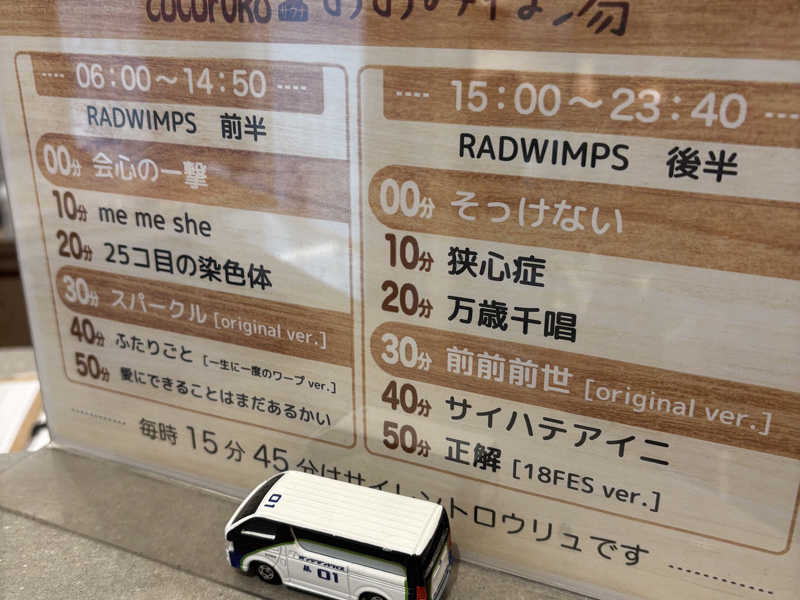 COCOFURO サウナ
06:00～14:50
RADWIMPS 前半
00分 会心の一撃
10分 me me she
20分 25コ目の染色体
30分 スパークル [original ver.]
40分 ふたりごと [一生に一度のワープ ver.]
50分 愛にできることはまだあるかい
15:00～23:40
RADWIMPS 後半
00分 そっけない
10分 狭心症
20分 万歳千唱
30分 前前前世 [original ver.]
40分 サイハテアイニ
50分 正解 [18FES ver.]
毎時 15分 45分はサイレントロウリュです
01
01